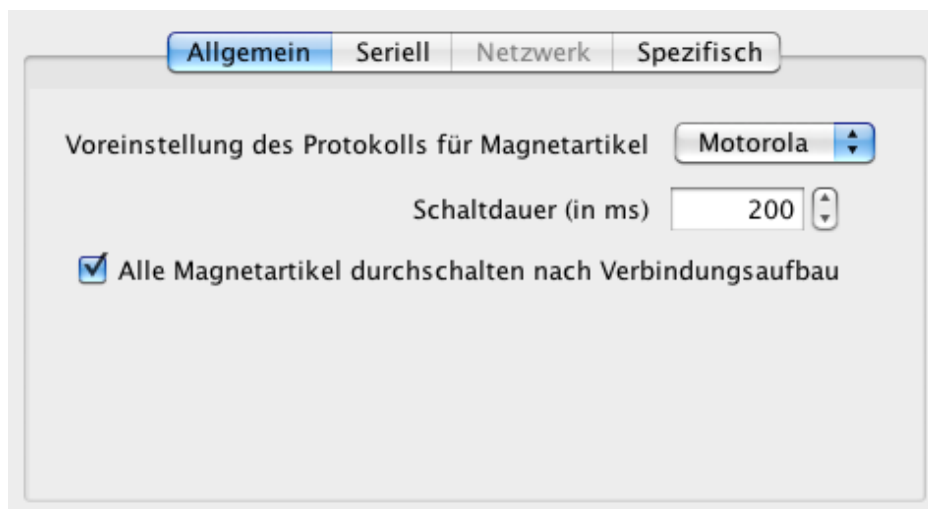 Allgemein Seriell Netzwerk Spezifisch
Voreinstellung des Protokolls für Magnetartikel Motorola
Schaltdauer (in ms) 200
Alle Magnetartikel durchschalten nach Verbindungsaufbau